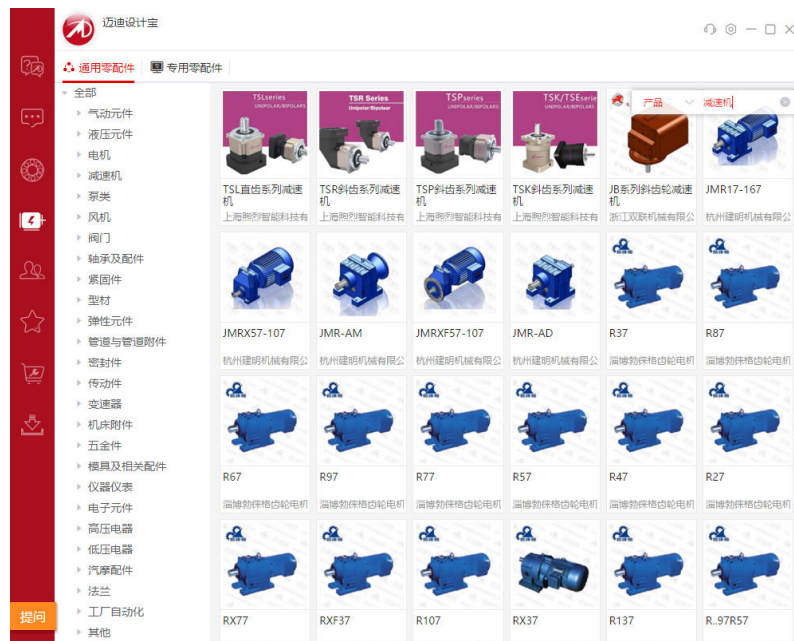 迈迪设计宝
通用零配件
专用零配件
全部
气动元件
液压元件
电机
减速机
泵类
风机
阀门
轴承及配件
紧固件
型材
弹性元件
管道与管道附件
密封件
传动件
变速器
机床附件
五金件
模具及相关配件
仪器仪表
电子元件
高压电器
低压电器
汽摩配件
法兰
工厂自动化
其他
提问
产品
减速机
TSLseries
UNIPOLAR/BIPOLARS
TSR Series
Unipolar Bipolwar
TSPseries
UNIPOLAR/BIPOLARS
TSK/TSEserie
UNIPOLAR/BIPOLARS
TSL直齿系列减速机
上海煦烈智能科技有
TSR斜齿系列减速机
上海煦烈智能科技有
TSP斜齿系列减速机
上海煦烈智能科技有
TSK斜齿系列减速机
上海煦烈智能科技有
JB系列斜齿轮减速机
浙江双联机械有限公
JMR17-167
杭州建明机械有限公
JMRX57-107
杭州建明机械有限公
JMR-AM
杭州建明机械有限公
JMRXF57-107
杭州建明机械有限公
JMR-AD
杭州建明机械有限公
R37
淄博勃俫格齿轮电机
R87
淄博勃俫格齿轮电机
R67
淄博勃俫格齿轮电机
R97
淄博勃俫格齿轮电机
R77
淄博勃俫格齿轮电机
R57
淄博勃俫格齿轮电机
R47
淄博勃俫格齿轮电机
R27
淄博勃俫格齿轮电机
RX77
RXF37
R107
RX37
R137
R..97R57